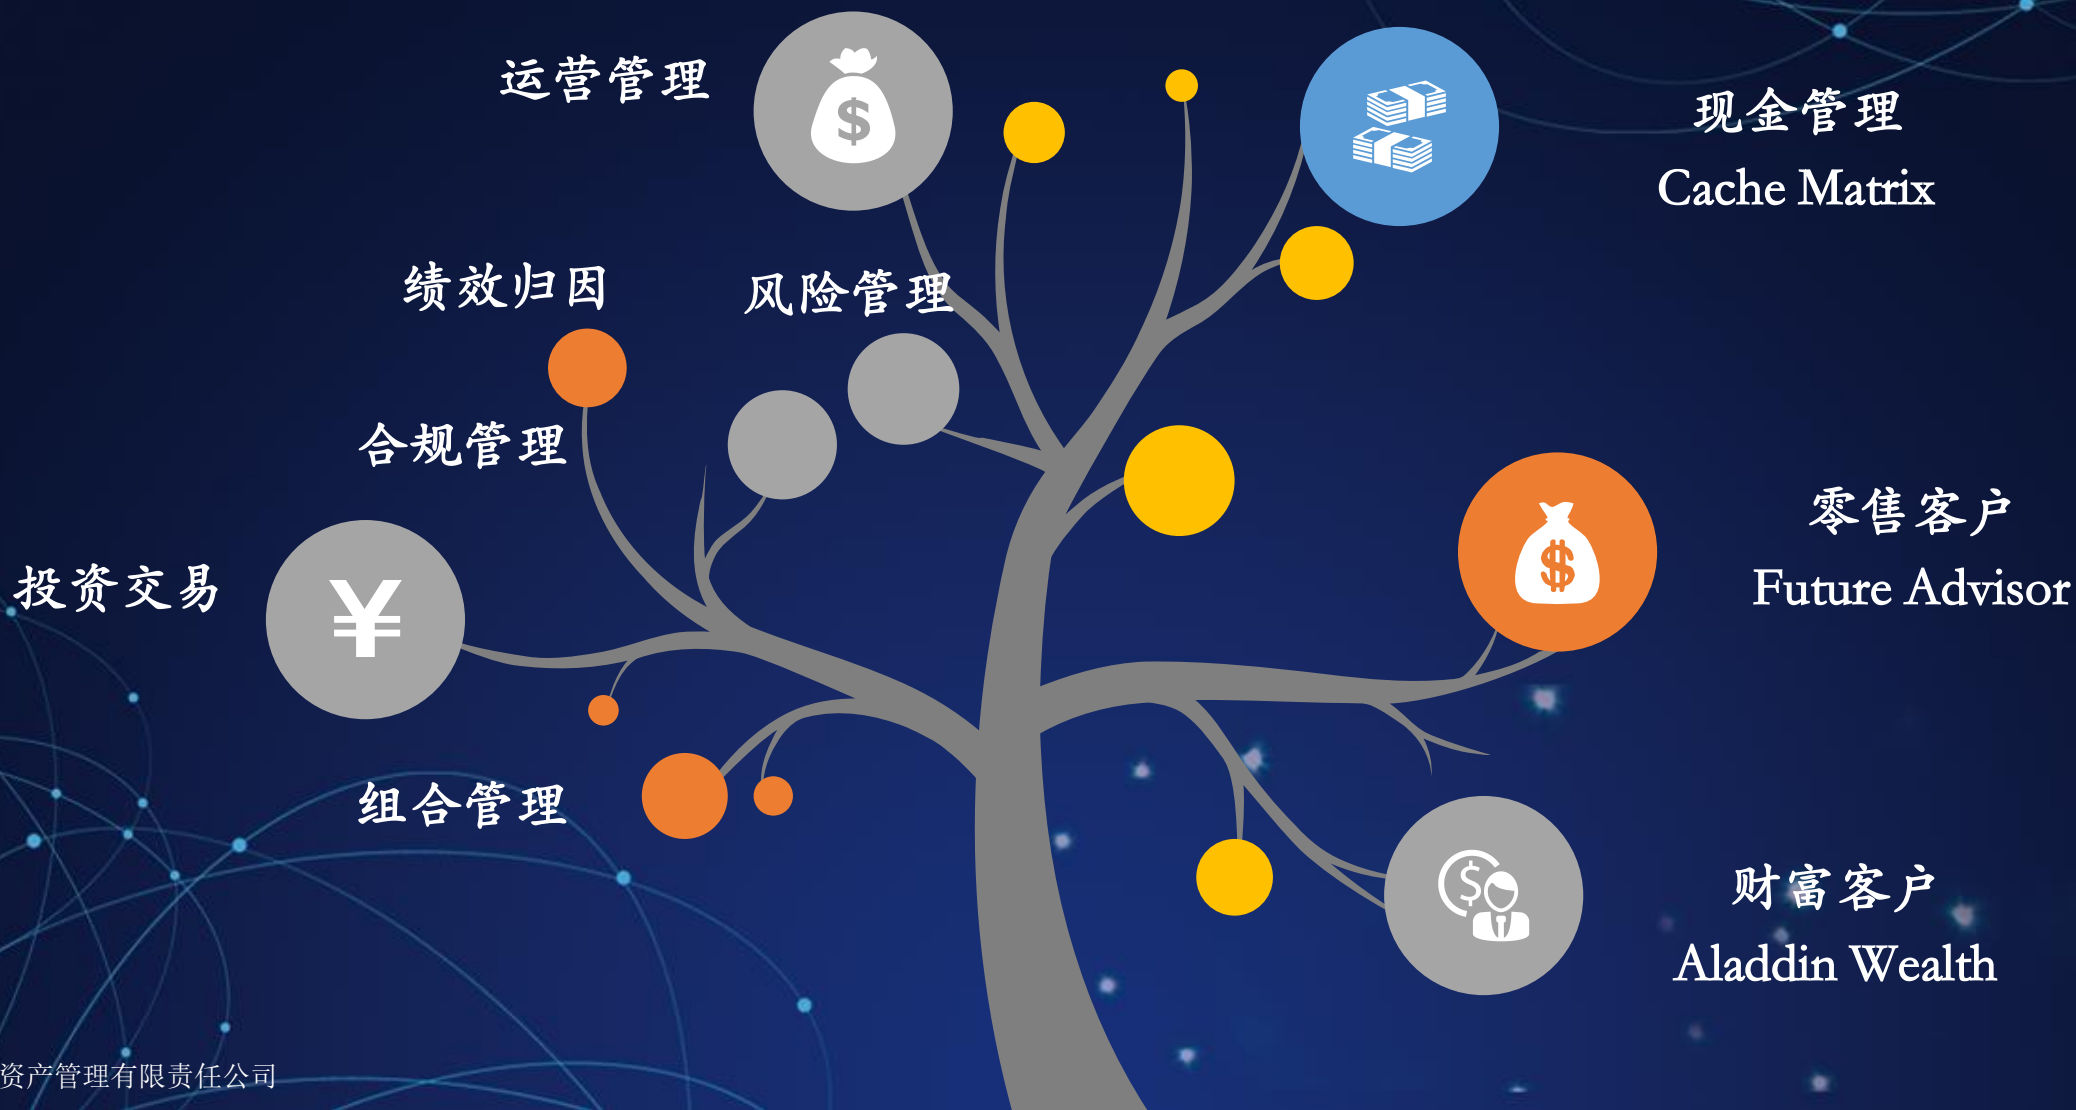 运营管理
现金管理
Cache Matrix
绩效归因
风险管理
合规管理
投资交易
零售客户
Future Advisor
组合管理
财富客户
Aladdin Wealth
资产管理有限责任公司